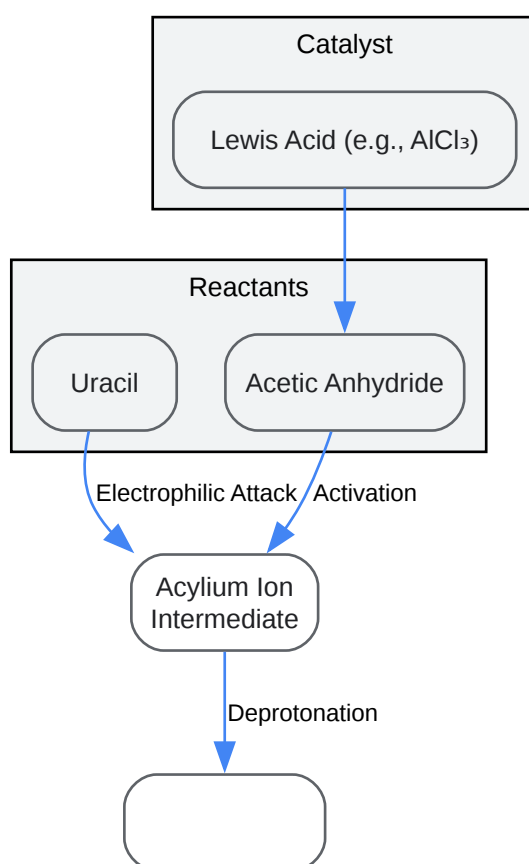 Catalyst
Lewis Acid (e.g., AlCl₃)
Reactants
Uracil
Acetic Anhydride
Electrophilic Attack
Activation
Acylium Ion
Intermediate
Deprotonation